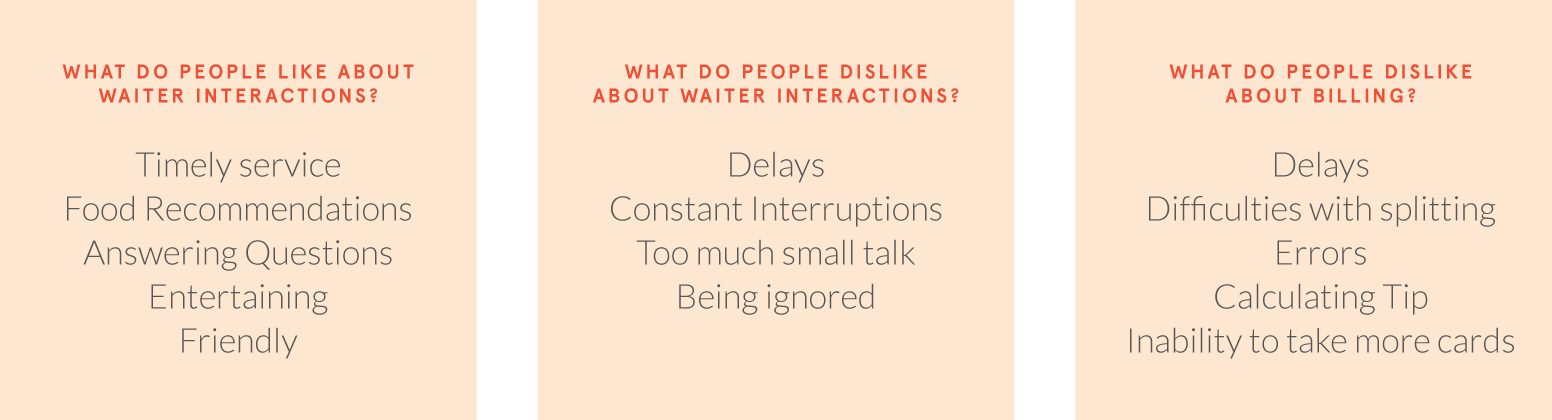 WHAT DO PEOPLE LIKE ABOUT
WAITER INTERACTIONS?
Timely service
Food Recommendations
Answering Questions
Entertaining
Friendly
WHAT DO PEOPLE DISLIKE
ABOUT WAITER INTERACTIONS?
Delays
Constant Interruptions
Too much small talk
Being ignored
WHAT DO PEOPLE DISLIKE
ABOUT BILLING?
Delays
Difficulties with splitting
Errors
Calculating Tip
Inability to take more cards